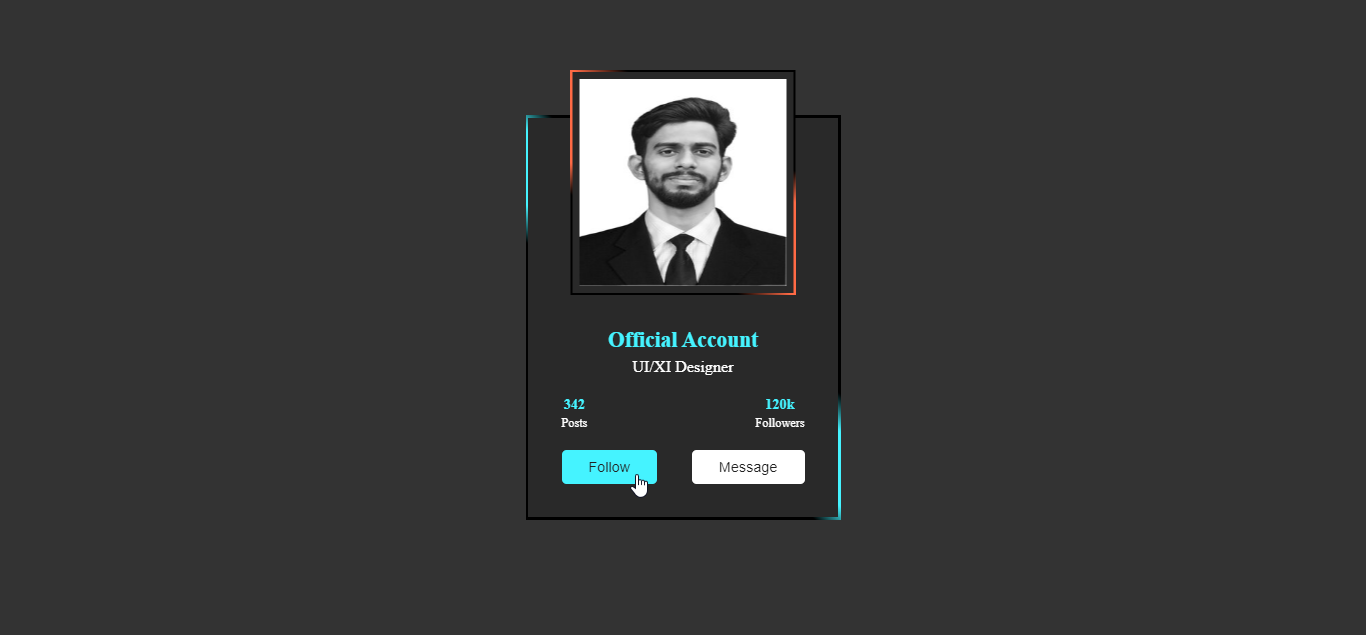 Official Account
UI/XI Designer
342
Posts
120k
Followers
Follow
Message